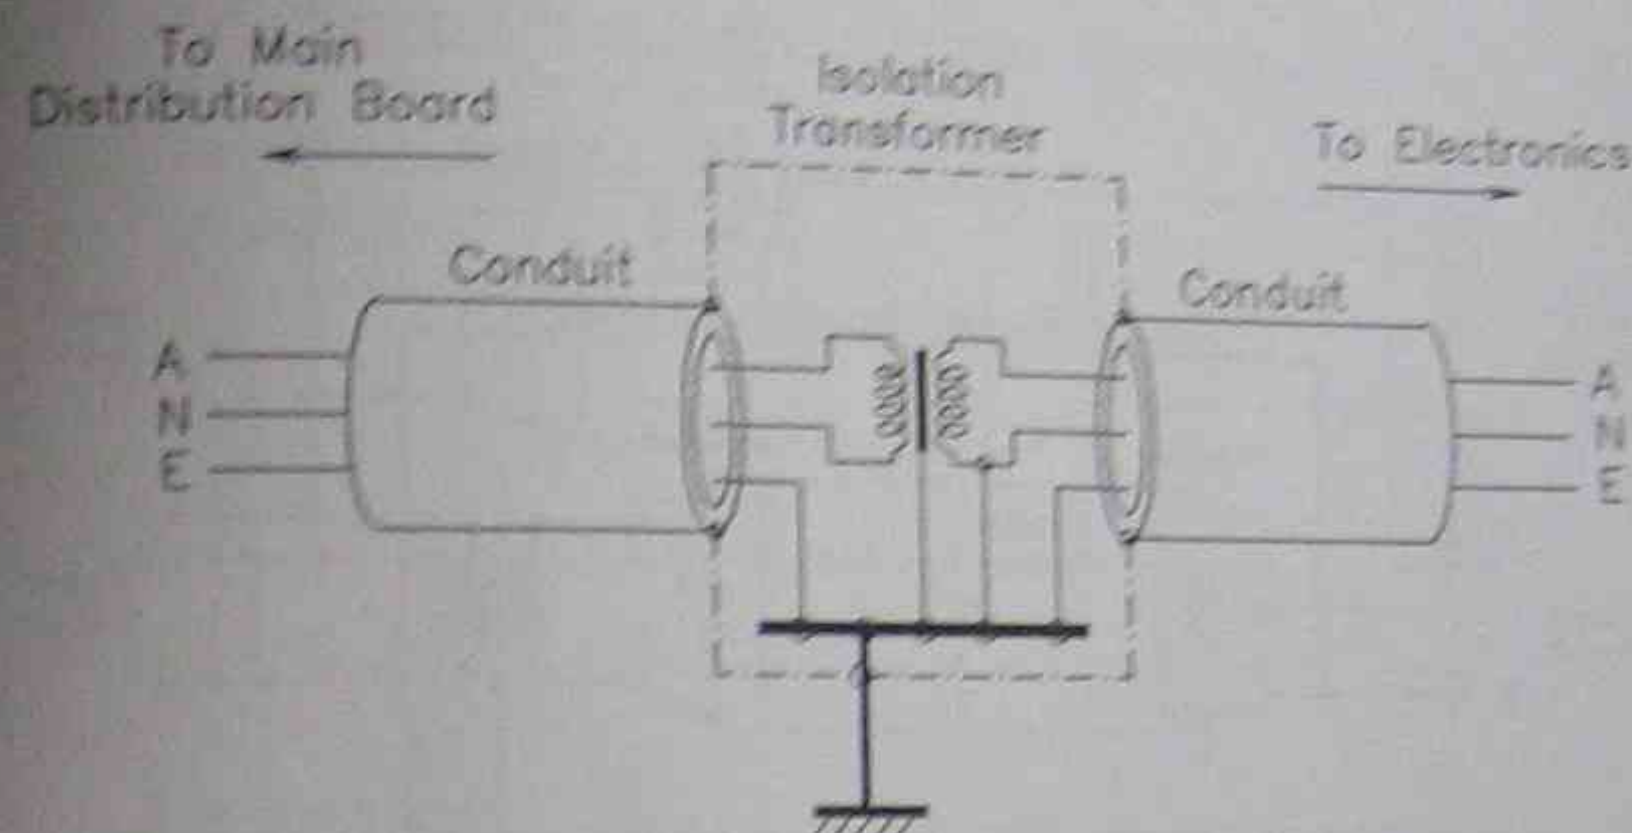 To Main
Distribution Board
Isolation
Transformer
To Electronics
Conduit
Conduit
A
N
E
A
N
E